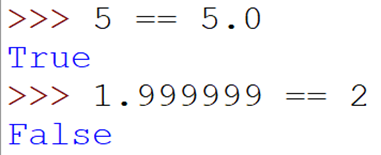 >>> 5 == 5.0
True
>>> 1.999999 == 2
False